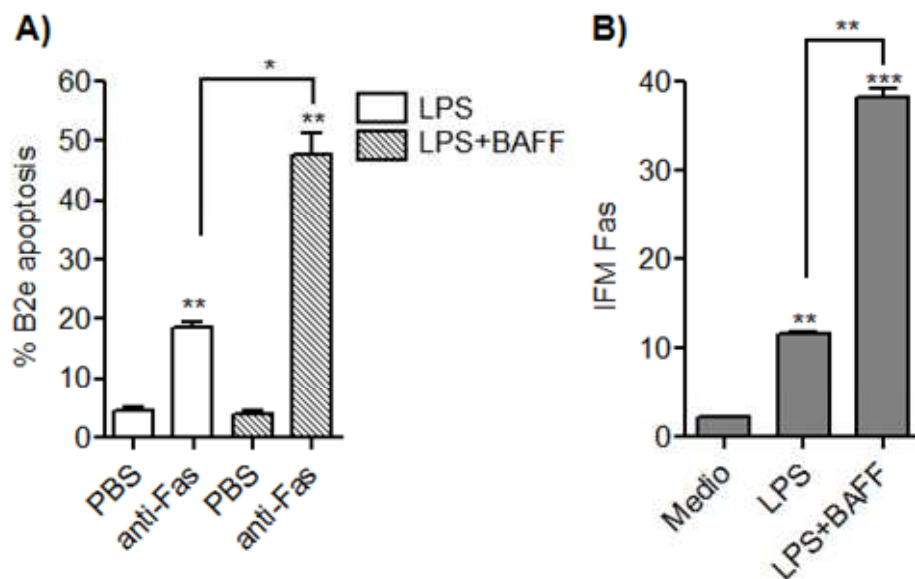 A)
*
60
50
40
30
20
10
0
% B2e apoptosis
**
**
PBS
anti-Fas
PBS
anti-Fas
LPS
LPS+BAFF
B)
**
40
30
20
10
0
IFM Fas
**
***
Medio
LPS
LPS+BAFF